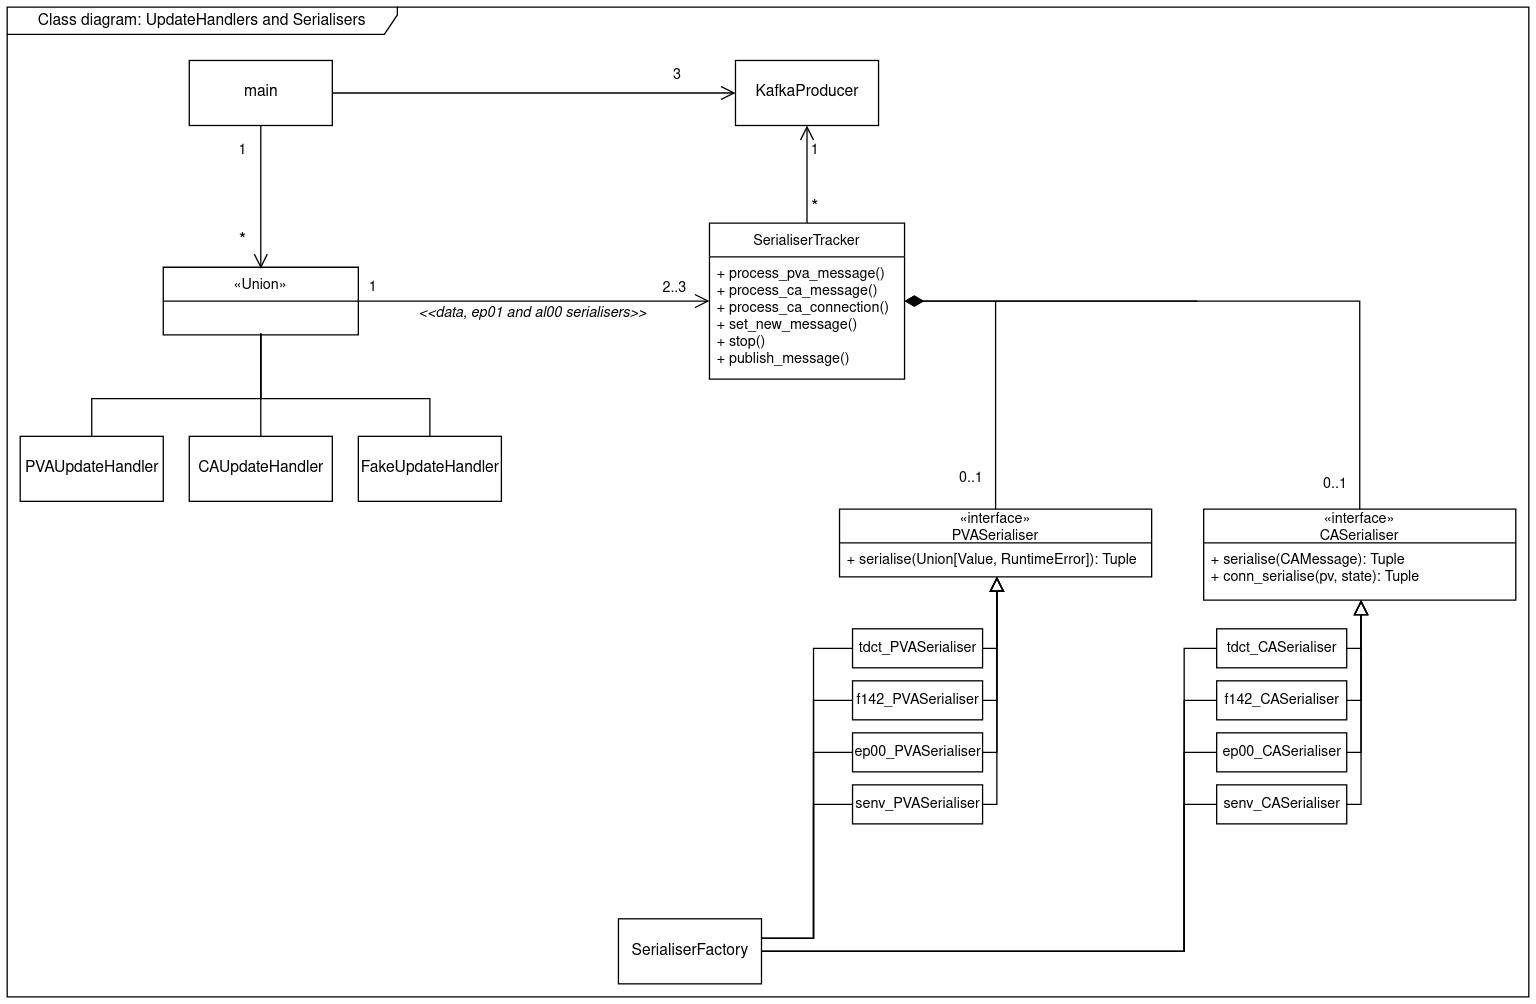 Class diagram: UpdateHandlers and Serialisers
main
3
KafkaProducer
1
*
1
*
«Union»
1
2..3
<<data, ep01 and al00 serialisers>>
SerialiserTracker
+ process_pva_message()
+ process_ca_message()
+ process_ca_connection()
+ set_new_message()
+ stop()
+ publish_message()
PVAUpdateHandler
CAUpdateHandler
FakeUpdateHandler
0..1
0..1
«interface»
PVASerialiser
+ serialise(Union[Value, RuntimeError]): Tuple
«interface»
CASerialiser
+ serialise(CAMessage): Tuple
+ conn_serialise(pv, state): Tuple
tdct_PVASerialiser
f142_PVASerialiser
ep00_PVASerialiser
senv_PVASerialiser
tdct_CASerialiser
f142_CASerialiser
ep00_CASerialiser
senv_CASerialiser
SerialiserFactory